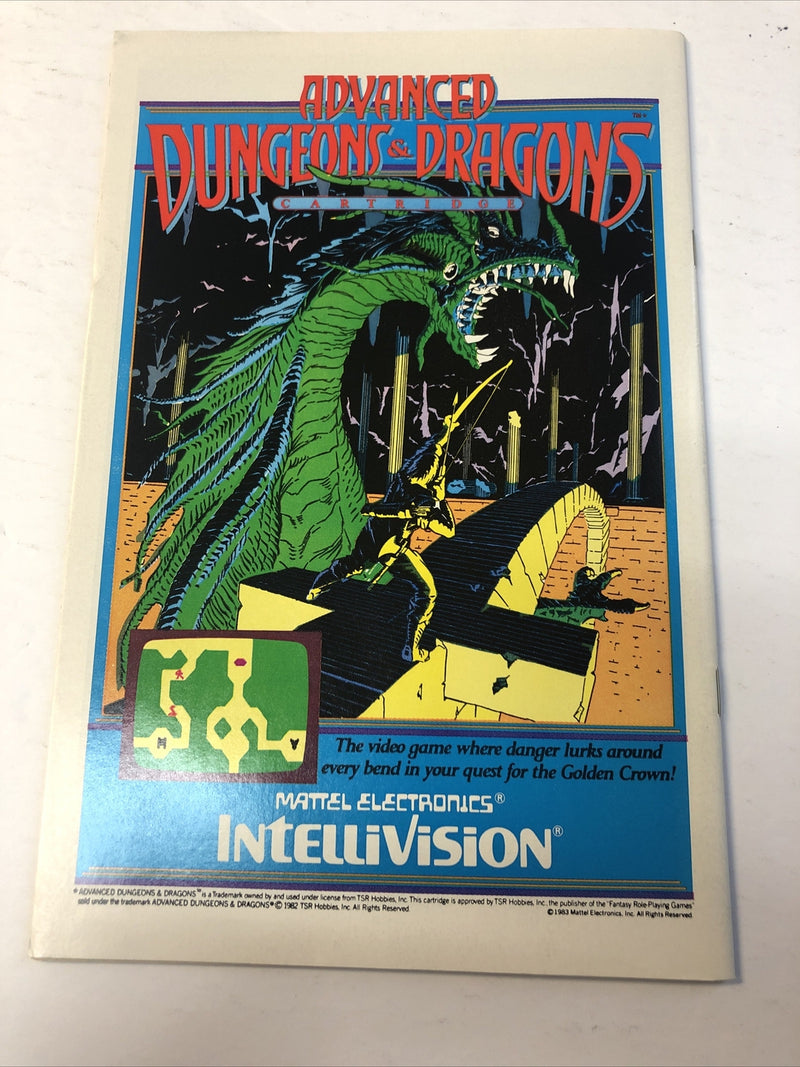 ADVANCED
DUNGEONS & DRAGONS™*
CARTRIDGE
The video game where danger lurks around
every bend in your quest for the Golden Crown!
MATTEL ELECTRONICS®
INTELLIVISION®
*ADVANCED DUNGEONS & DRAGONS™ is a Trademark owned by and used under license from TSR Hobbies, Inc. This cartridge is approved by TSR Hobbies, Inc., the publisher of the "Fantasy Role-Playing Games"
sold under the trademark ADVANCED DUNGEONS & DRAGONS® © 1982 TSR Hobbies, Inc. All Rights Reserved.
© 1983 Mattel Electronics, Inc. All Rights Reserved.